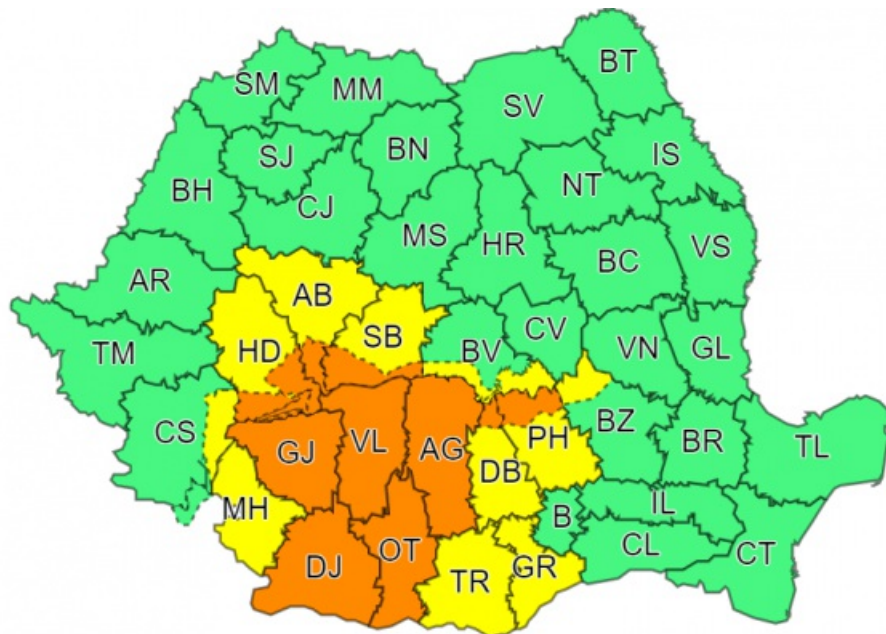 BT
SM
MM
SV
SJ
BN
IS
BH
NT
CJ
MS
HR
VS
BC
AR
AB
SB
CV
TM
HD
BV
VN
GL
CS
GJ
VL
AG
PH
BZ
BR
TL
DB
MH
B
IL
OT
CL
CT
DJ
TR
GR